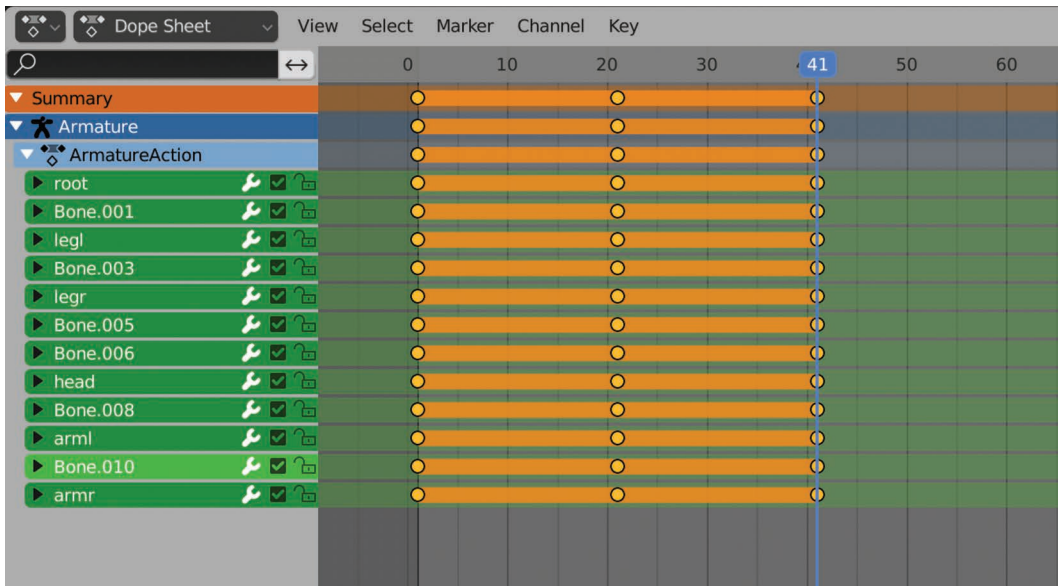 Dope Sheet View Select Marker Channel Key
0 10 20 30 41 50 60
Summary
Armature
ArmatureAction
root
Bone.001
legl
Bone.003
legr
Bone.005
Bone.006
head
Bone.008
arml
Bone.010
armr